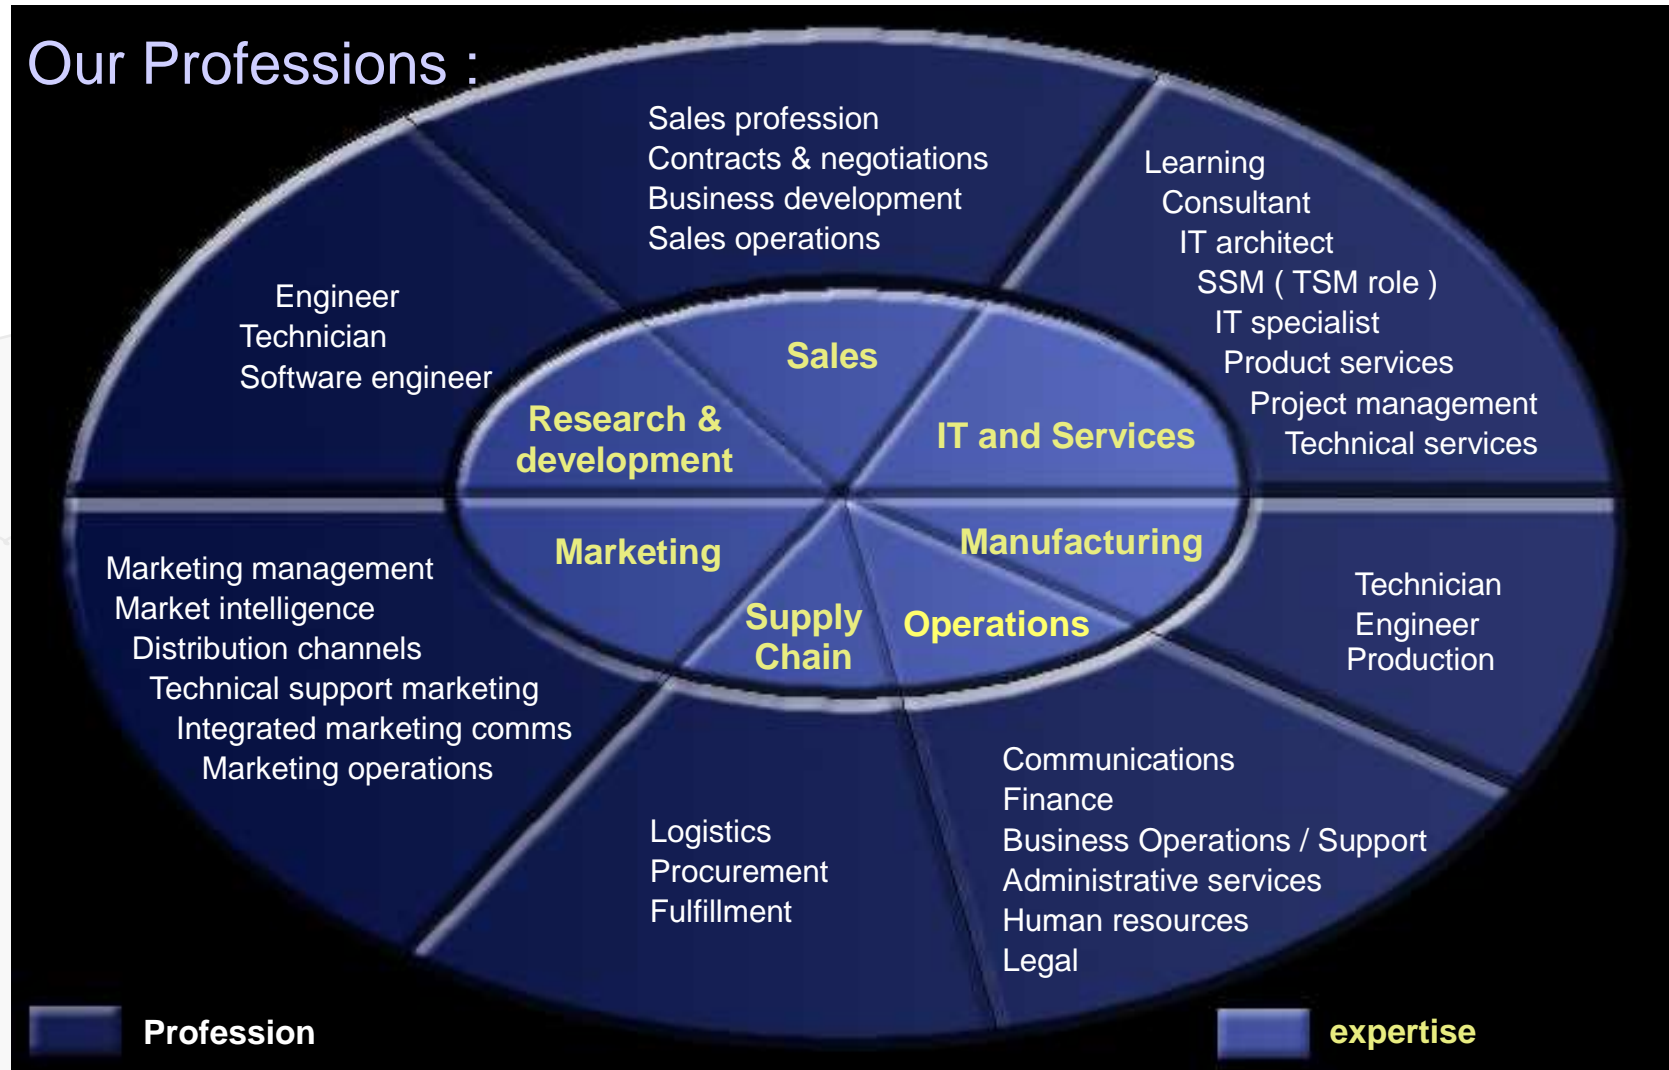 Our Professions :
Sales profession
Contracts & negotiations
Business development
Sales operations
Learning
Consultant
IT architect
SSM ( TSM role )
IT specialist
Product services
Project management
Technical services
Engineer
Technician
Software engineer
Sales
Research &
development
IT and Services
Marketing
Manufacturing
Supply
Chain
Operations
Marketing management
Market intelligence
Distribution channels
Technical support marketing
Integrated marketing comms
Marketing operations
Technician
Engineer
Production
Logistics
Procurement
Fulfillment
Communications
Finance
Business Operations / Support
Administrative services
Human resources
Legal
Profession
expertise